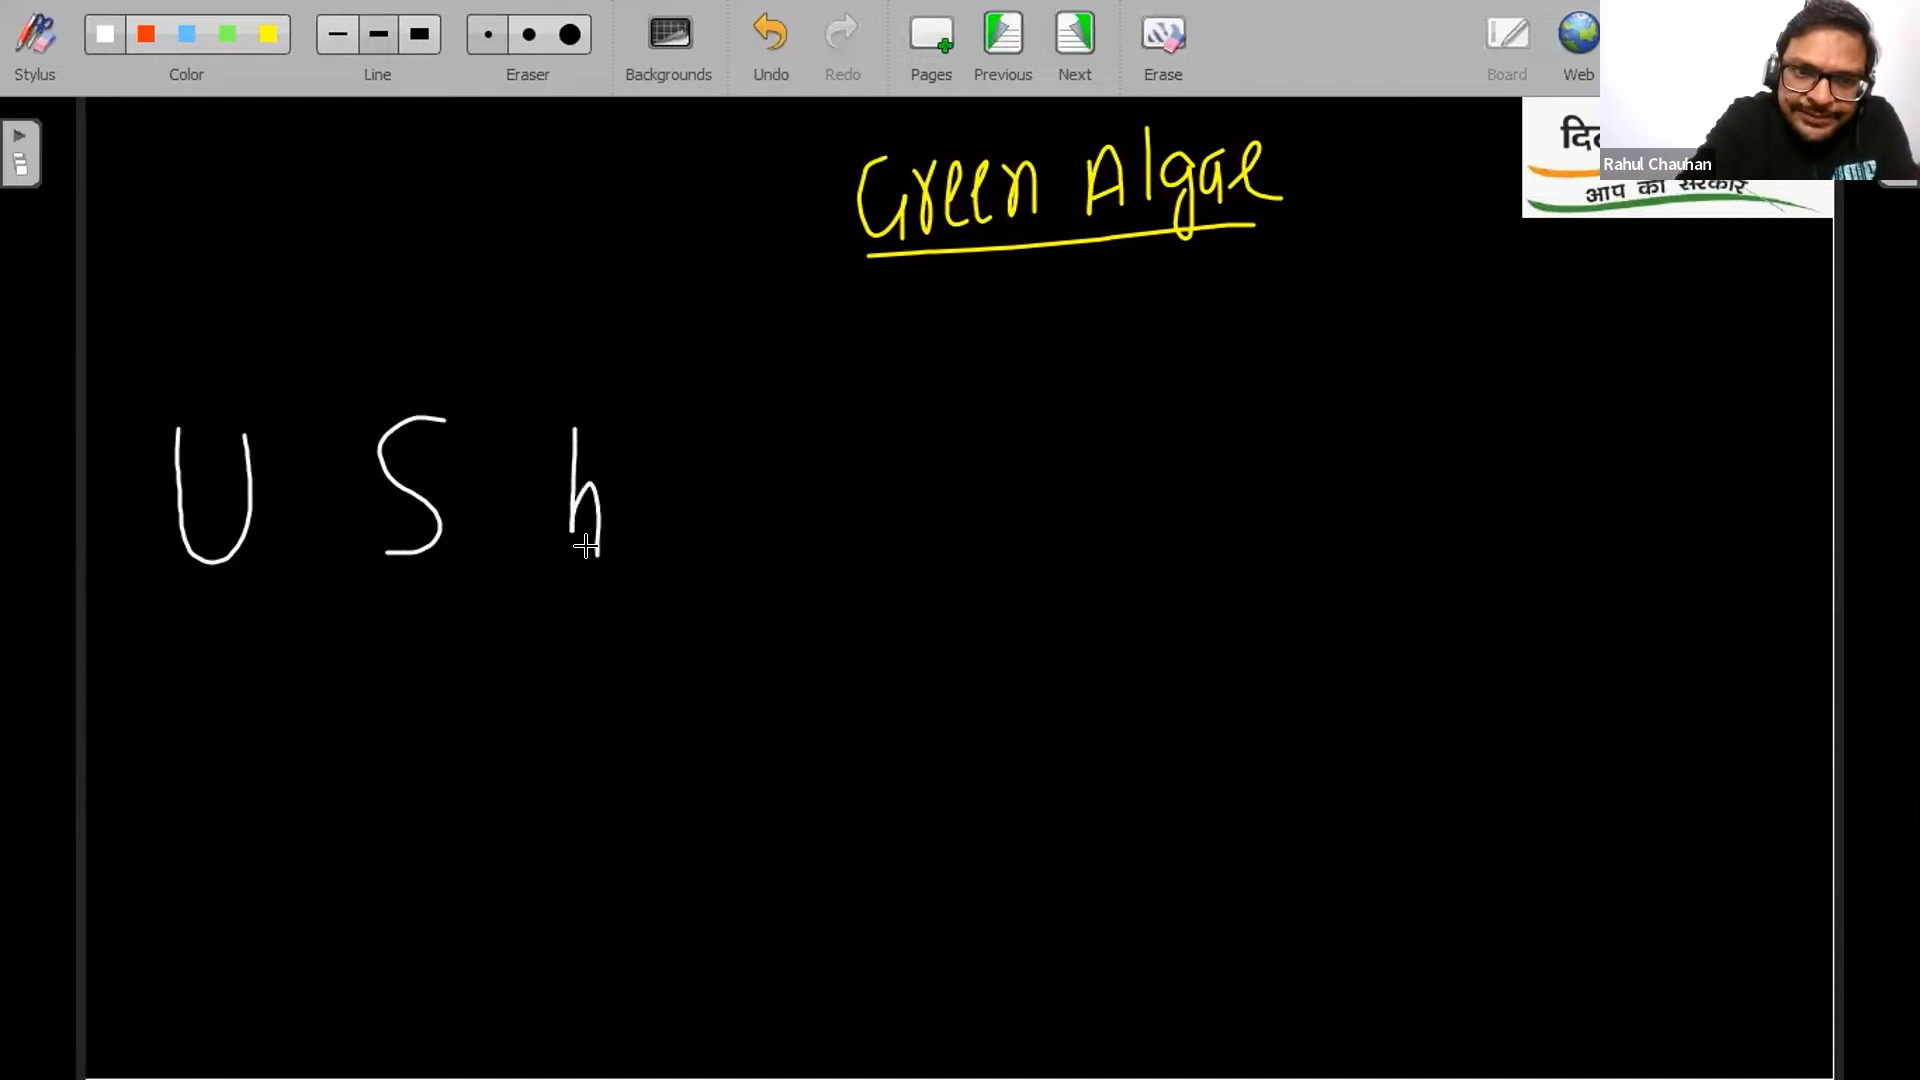 Stylus Color Line Eraser Backgrounds Undo Redo Pages Previous Next Erase Board Web
Green Algae
Rahul Chauhan
आप की सरकार
U S h